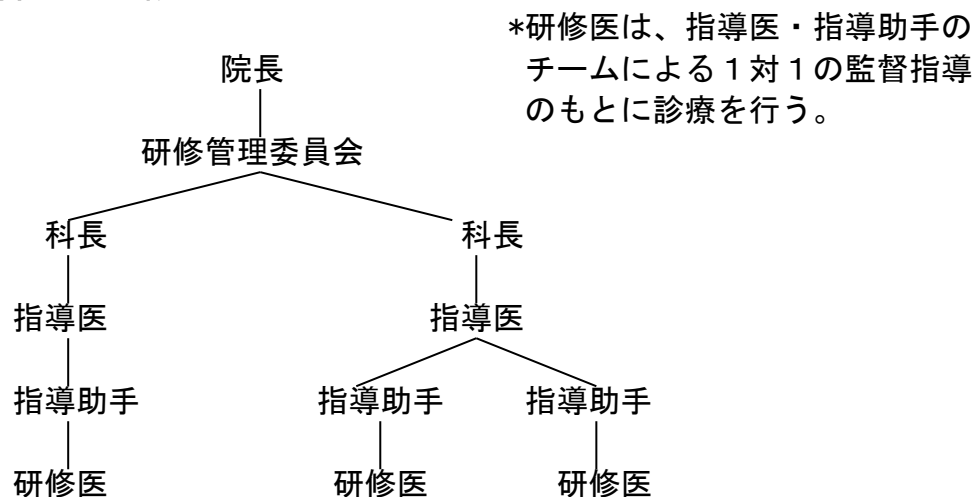 *研修医は、指導医・指導助手の
チームによる１対１の監督指導
のもとに診療を行う。
院長
研修管理委員会
科長 科長
指導医 指導医
指導助手 指導助手 指導助手
研修医 研修医 研修医